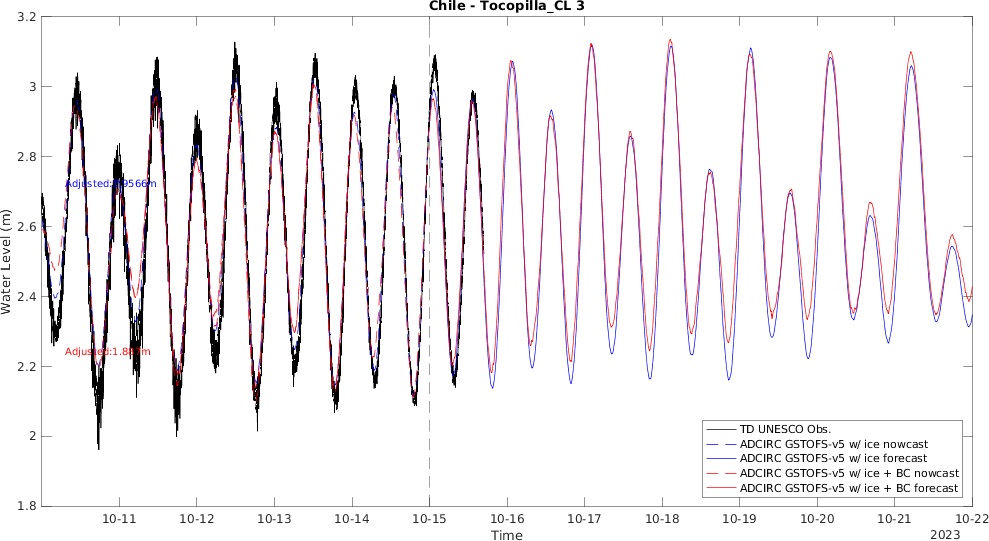 Chile - Tocopilla_CL 3
3.2
3
2.8
2.6
2.4
2.2
2
1.8
Water Level (m)
10-11
10-12
10-13
10-14
10-15
10-16
10-17
10-18
10-19
10-20
10-21
10-22
Time
2023
TD UNESCO Obs.
ADCIRC GSTOFS-v5 w/ ice nowcast
ADCIRC GSTOFS-v5 w/ ice forecast
ADCIRC GSTOFS-v5 w/ ice + BC nowcast
ADCIRC GSTOFS-v5 w/ ice + BC forecast